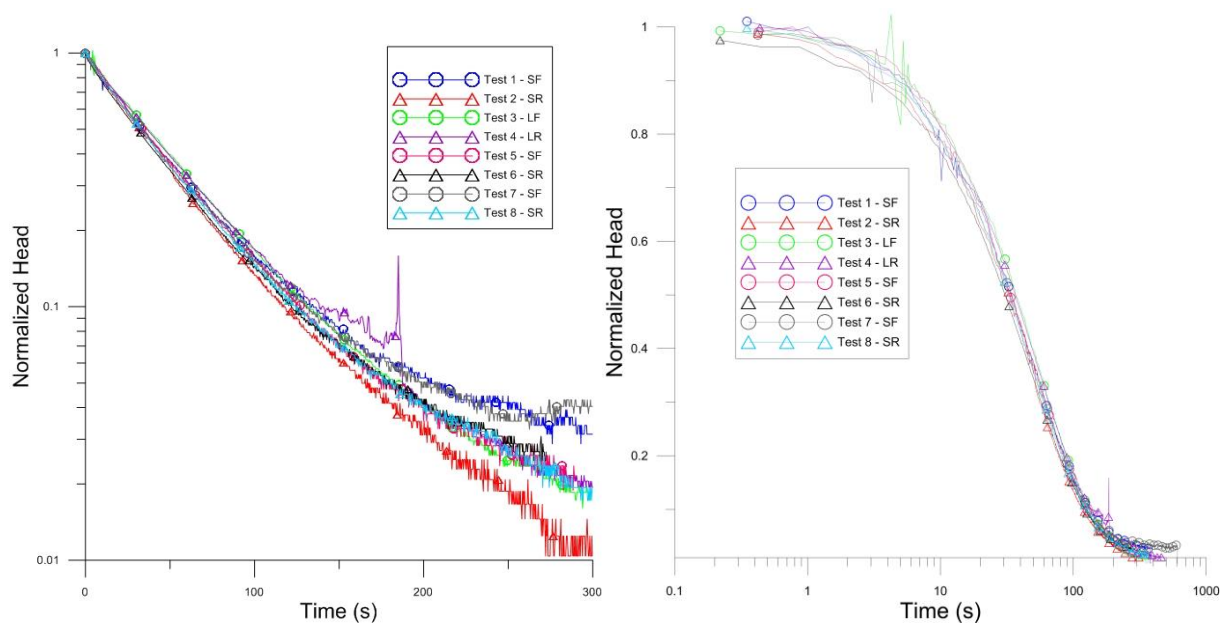 1
0.1
0.01
Normalized Head
0
100
200
300
Time (s)
Test 1 - SF
Test 2 - SR
Test 3 - LF
Test 4 - LR
Test 5 - SF
Test 6 - SR
Test 7 - SF
Test 8 - SR
1
0.8
0.6
0.4
0.2
Normalized Head
0.1
1
10
100
1000
Time (s)
Test 1 - SF
Test 2 - SR
Test 3 - LF
Test 4 - LR
Test 5 - SF
Test 6 - SR
Test 7 - SF
Test 8 - SR